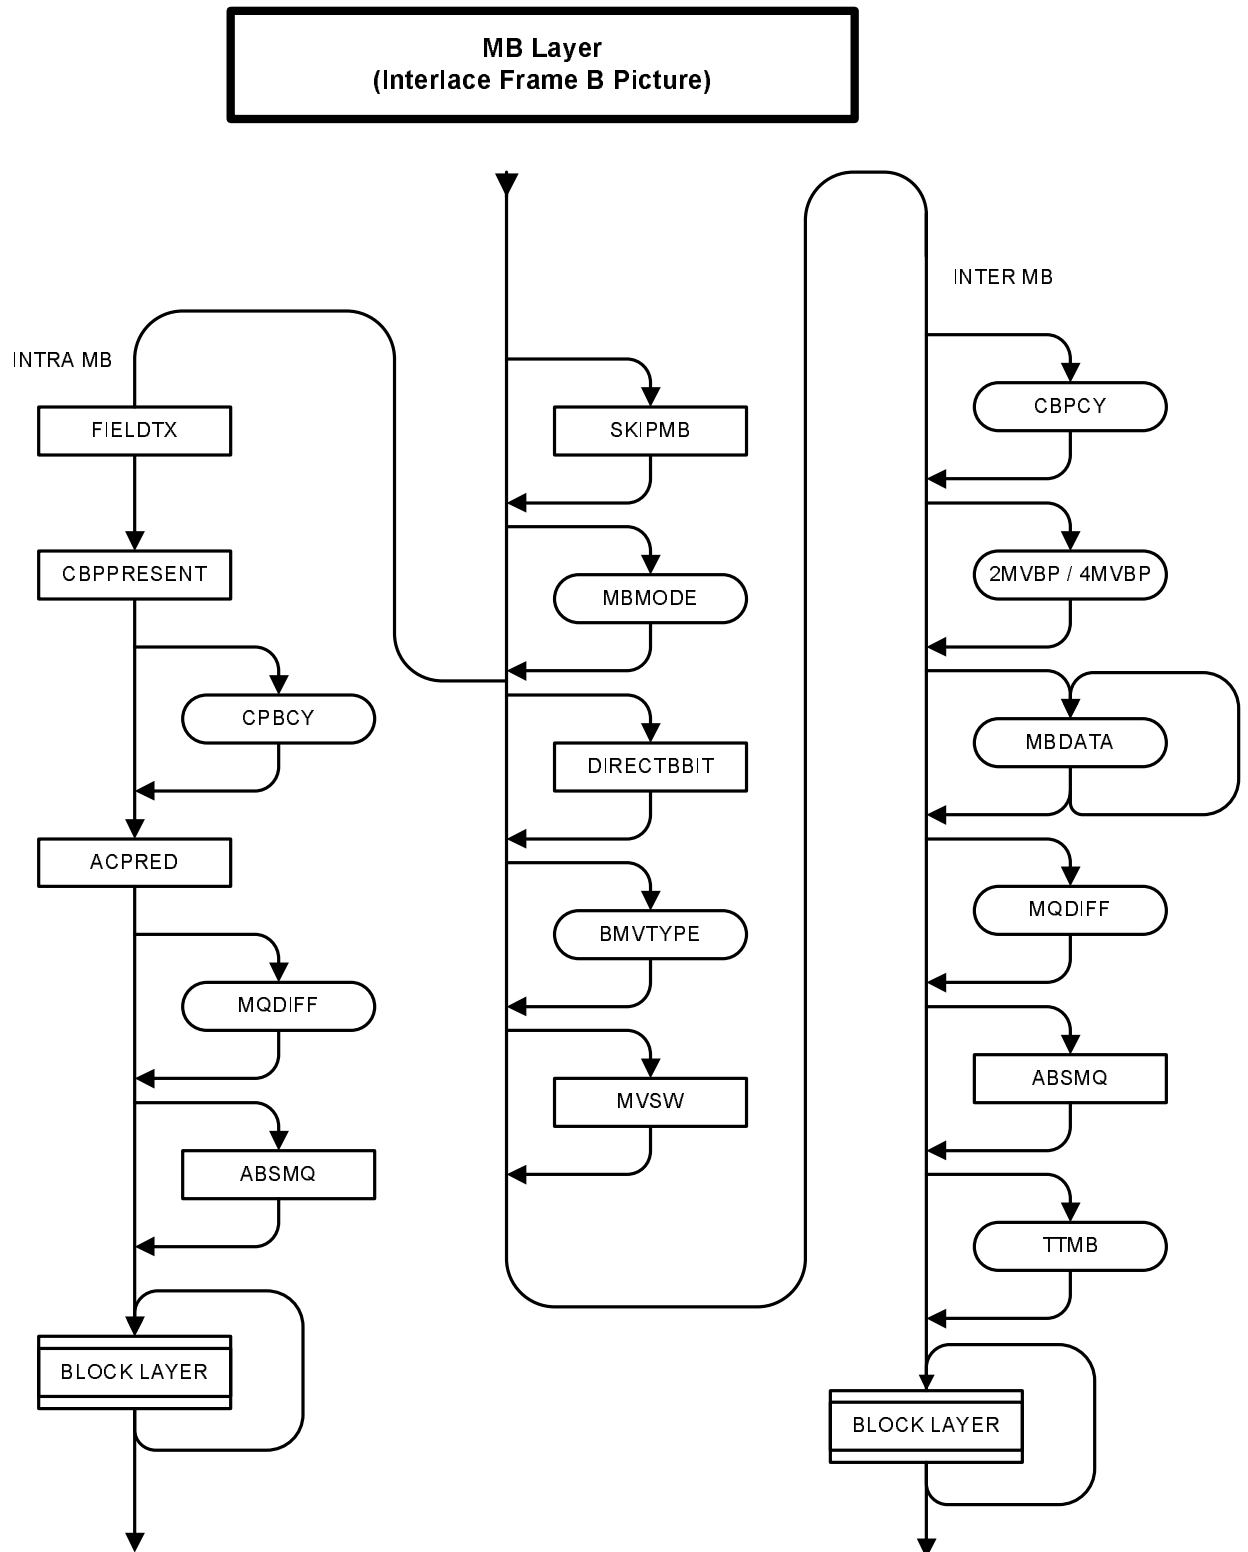 MB Layer
(Interlace Frame B Picture)
INTRA MB
FIELDTX
CBPPRESENT
CPBCY
ACPRED
MQDIFF
ABSMQ
BLOCK LAYER
SKIPMB
MBMODE
DIRECTBBIT
BMVTYPE
MVSW
INTER MB
CBPCY
2MVBP / 4MVBP
MBDATA
MQDIFF
ABSMQ
TTMB
BLOCK LAYER